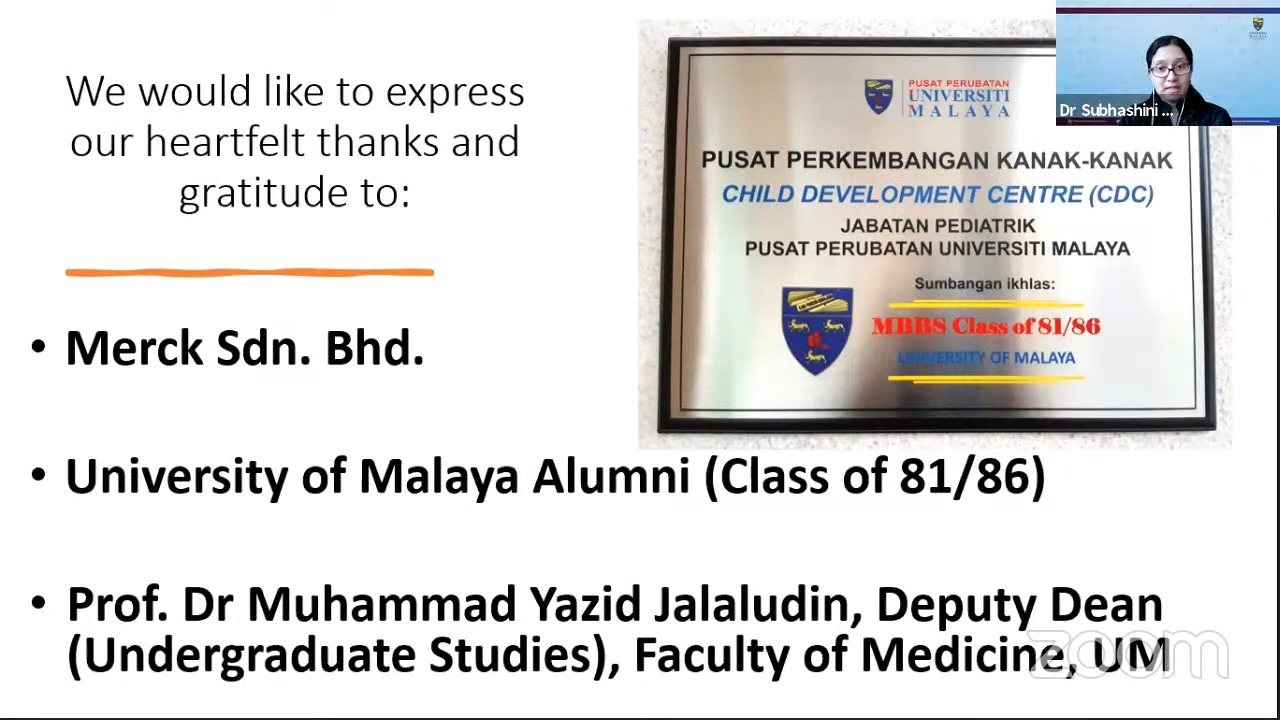 We would like to express
our heartfelt thanks and
gratitude to:
• Merck Sdn. Bhd.
• University of Malaya Alumni (Class of 81/86)
• Prof. Dr Muhammad Yazid Jalaludin, Deputy Dean
(Undergraduate Studies), Faculty of Medicine, UM
PUSAT PERUBATAN
UNIVERSITI
MALAYA
PUSAT PERKEMBANGAN KANAK-KANAK
CHILD DEVELOPMENT CENTRE (CDC)
JABATAN PEDIATRIK
PUSAT PERUBATAN UNIVERSITI MALAYA
Sumbangan ikhlas:
MBBS Class of 81/86
UNIVERSITY OF MALAYA
Dr Subhashini ...
zoom